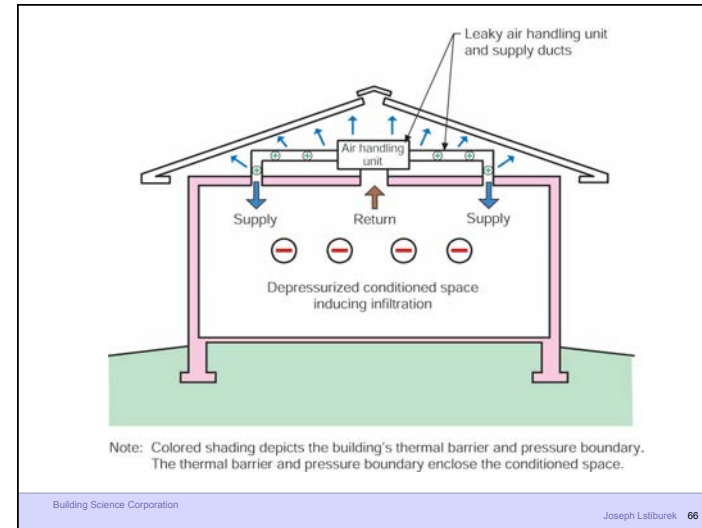 Leaky air handling unit
and supply ducts
Air handling
unit
Supply
Return
Supply
Depressurized conditioned space
inducing infiltration
Note: Colored shading depicts the building's thermal barrier and pressure boundary.
The thermal barrier and pressure boundary enclose the conditioned space.
Building Science Corporation
Joseph Lstiburek 66